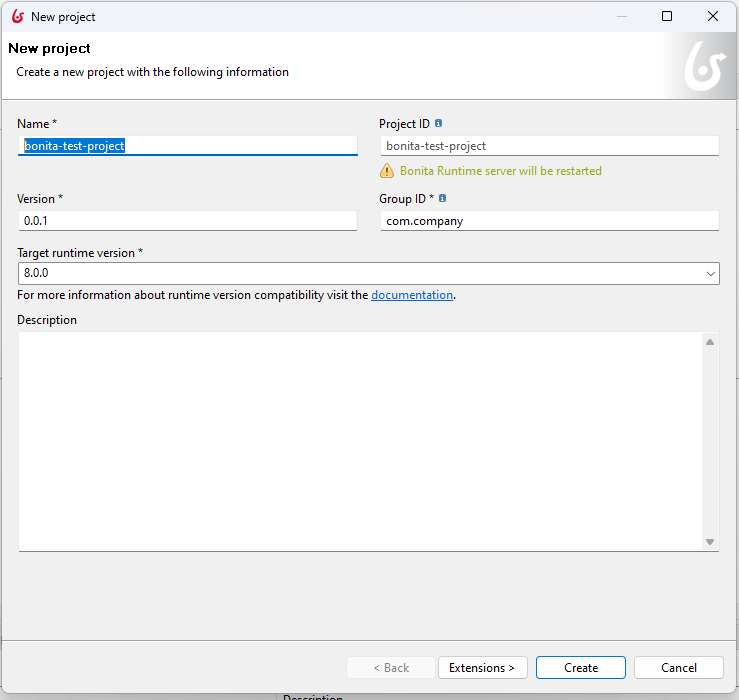 New project
New project
Create a new project with the following information
Name *
Project ID
bonita-test-project
bonita-test-project
Bonita Runtime server will be restarted
Version *
Group ID *
0.0.1
com.company
Target runtime version *
8.0.0
For more information about runtime version compatibility visit the documentation.
Description
< Back
Extensions >
Create
Cancel
Description